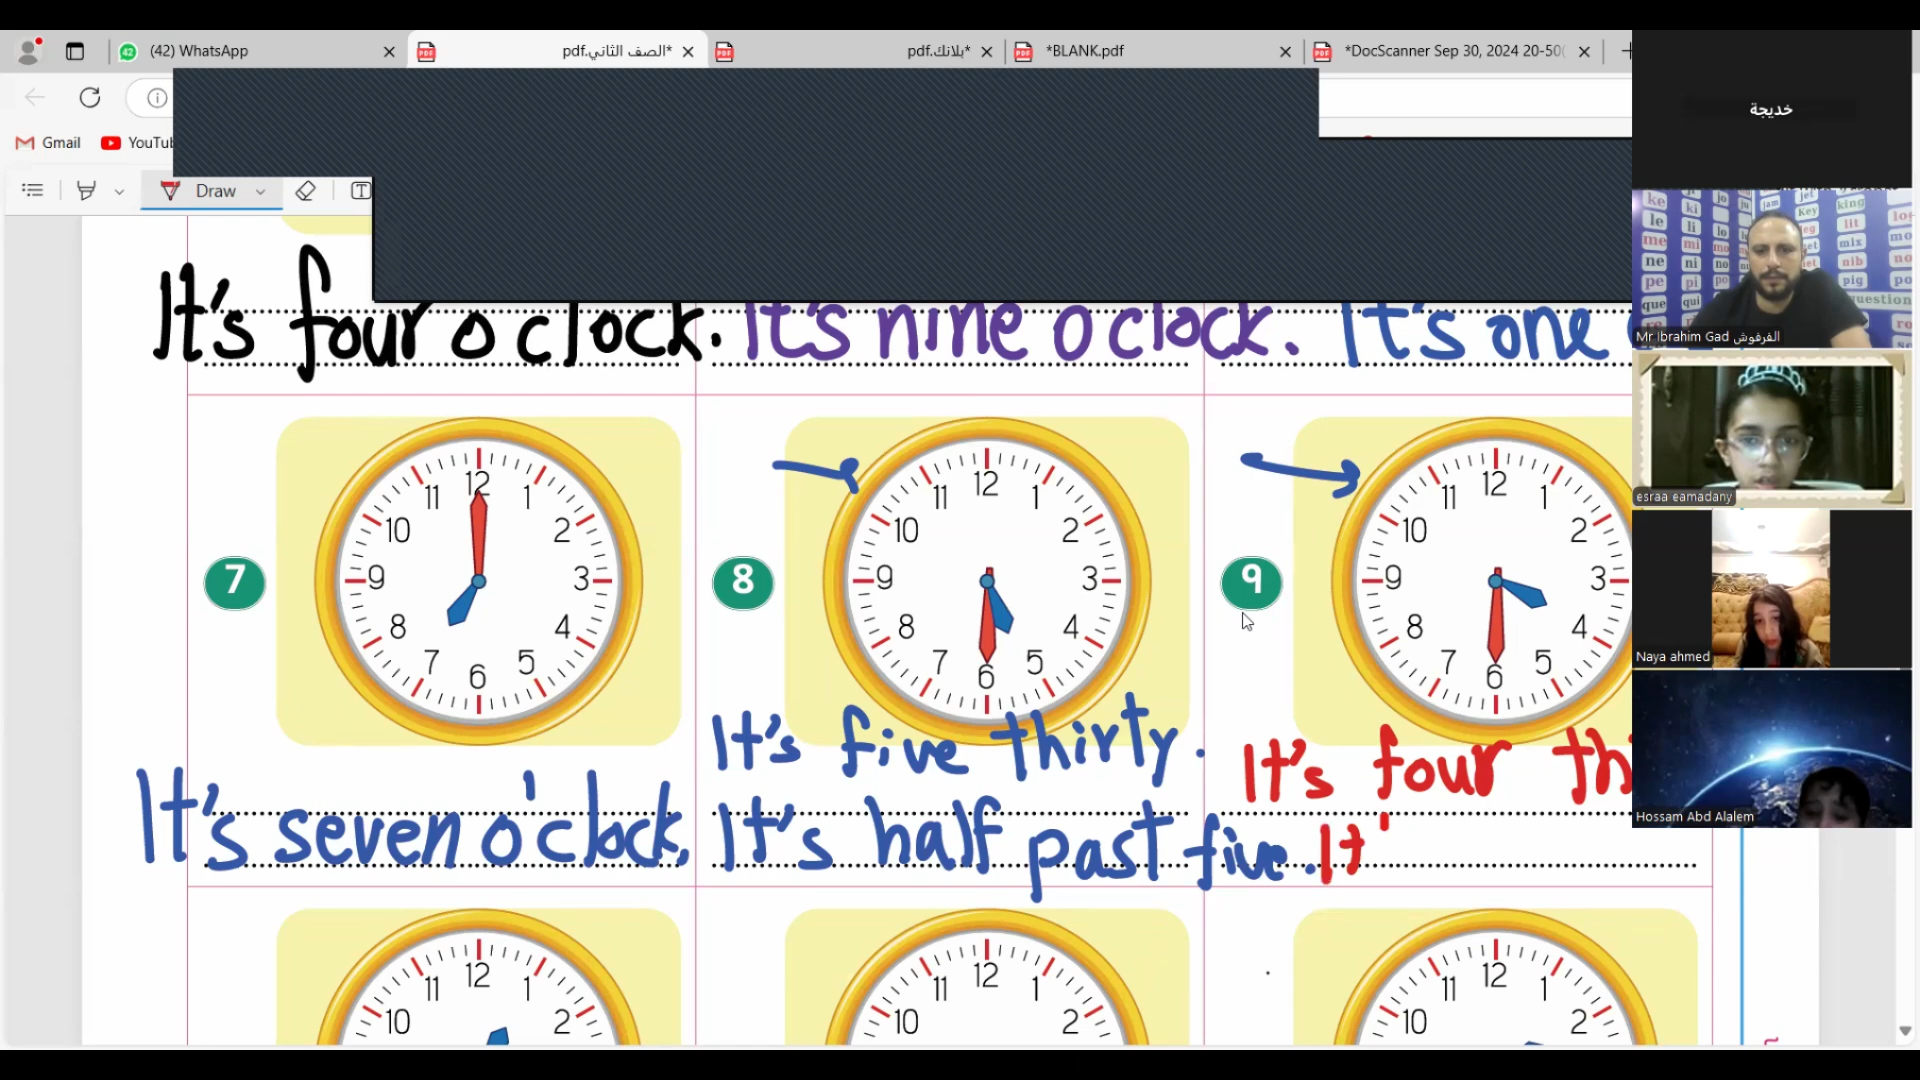 (42) WhatsApp
*الصف الثاني.pdf
*بلانك.pdf
*BLANK.pdf
*DocScanner Sep 30, 2024 20-50
Gmail
YouTub
Draw
خديجة
Mr Ibrahim Gad الفرفوش
esraa eamadany
Naya ahmed
Hossam Abd Alalem
It's four o clock.
It's nine o clock.
It's one
7
12 1 2 3 4 5 6 7 8 9 10 11
It's seven o'clock.
8
12 1 2 3 4 5 6 7 8 9 10 11
It's five thirty.
It's half past five.
9
12 1 2 3 4 5 6 7 8 9 10 11
It's four thi
It'
12 1 2 10 11
12 1 2 10 11
12 1 2 10 11